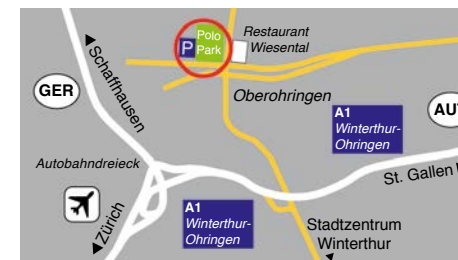 Polo
Park
P
Restaurant
Wiesental
Schaffhausen
GER
Oberohringen
A1
Winterthur-
Ohringen
AU
Autobahndreieck
St. Gallen
Zürich
A1
Winterthur-
Ohringen
Stadtzentrum
Winterthur